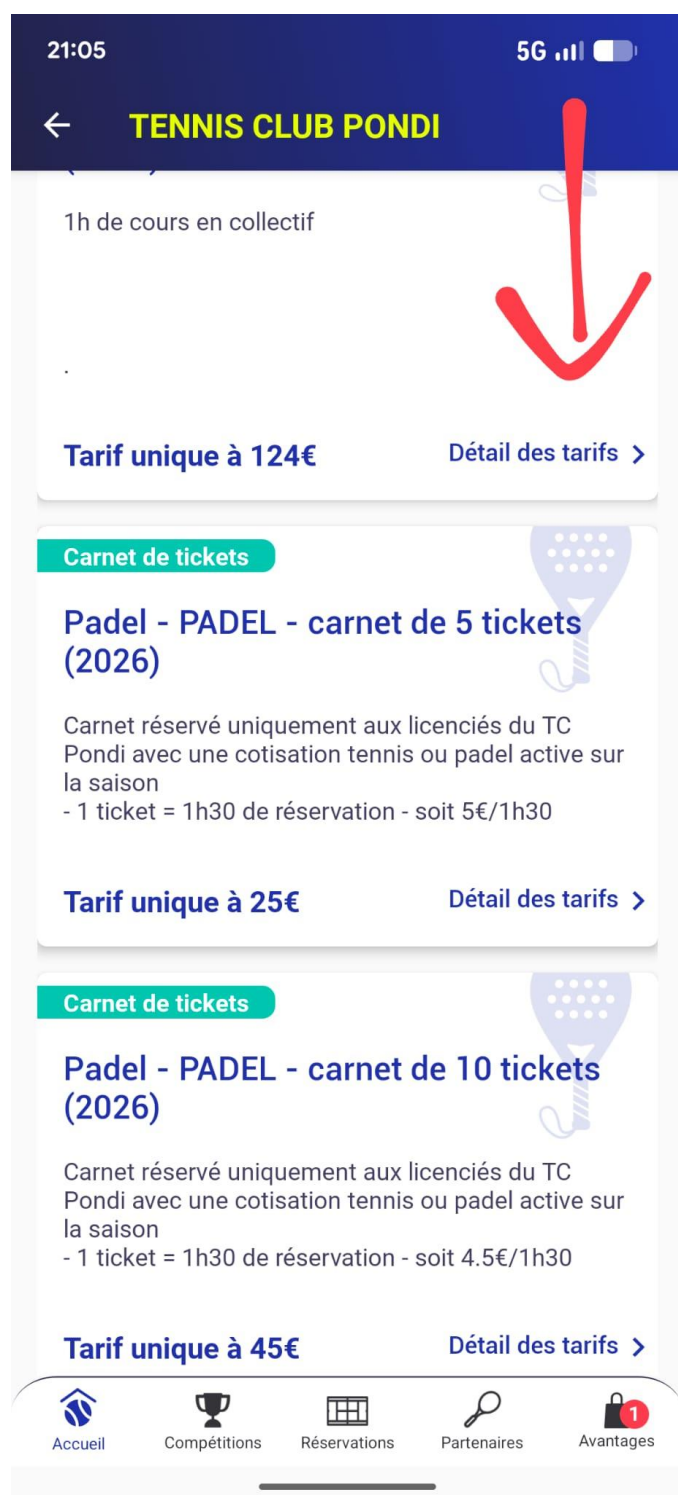 21:05
5G
TENNIS CLUB PONDI
1h de cours en collectif
.
Tarif unique à 124€
Détail des tarifs
Carnet de tickets
Padel - PADEL - carnet de 5 tickets
(2026)
Carnet réservé uniquement aux licenciés du TC
Pondi avec une cotisation tennis ou padel active sur
la saison
- 1 ticket = 1h30 de réservation - soit 5€/1h30
Tarif unique à 25€
Détail des tarifs
Carnet de tickets
Padel - PADEL - carnet de 10 tickets
(2026)
Carnet réservé uniquement aux licenciés du TC
Pondi avec une cotisation tennis ou padel active sur
la saison
- 1 ticket = 1h30 de réservation - soit 4.5€/1h30
Tarif unique à 45€
Détail des tarifs
1
Accueil
Compétitions
Réservations
Partenaires
Avantages